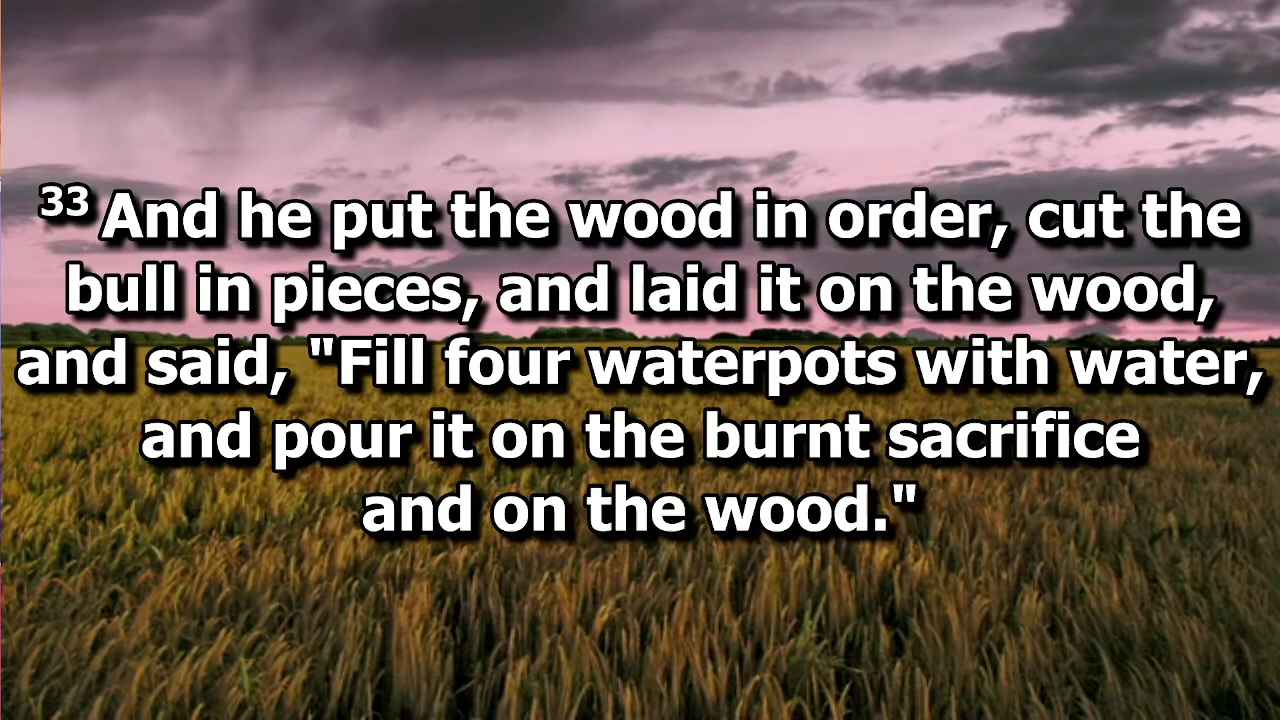 33 And he put the wood in order, cut the
bull in pieces, and laid it on the wood,
and said, "Fill four waterpots with water,
and pour it on the burnt sacrifice
and on the wood."